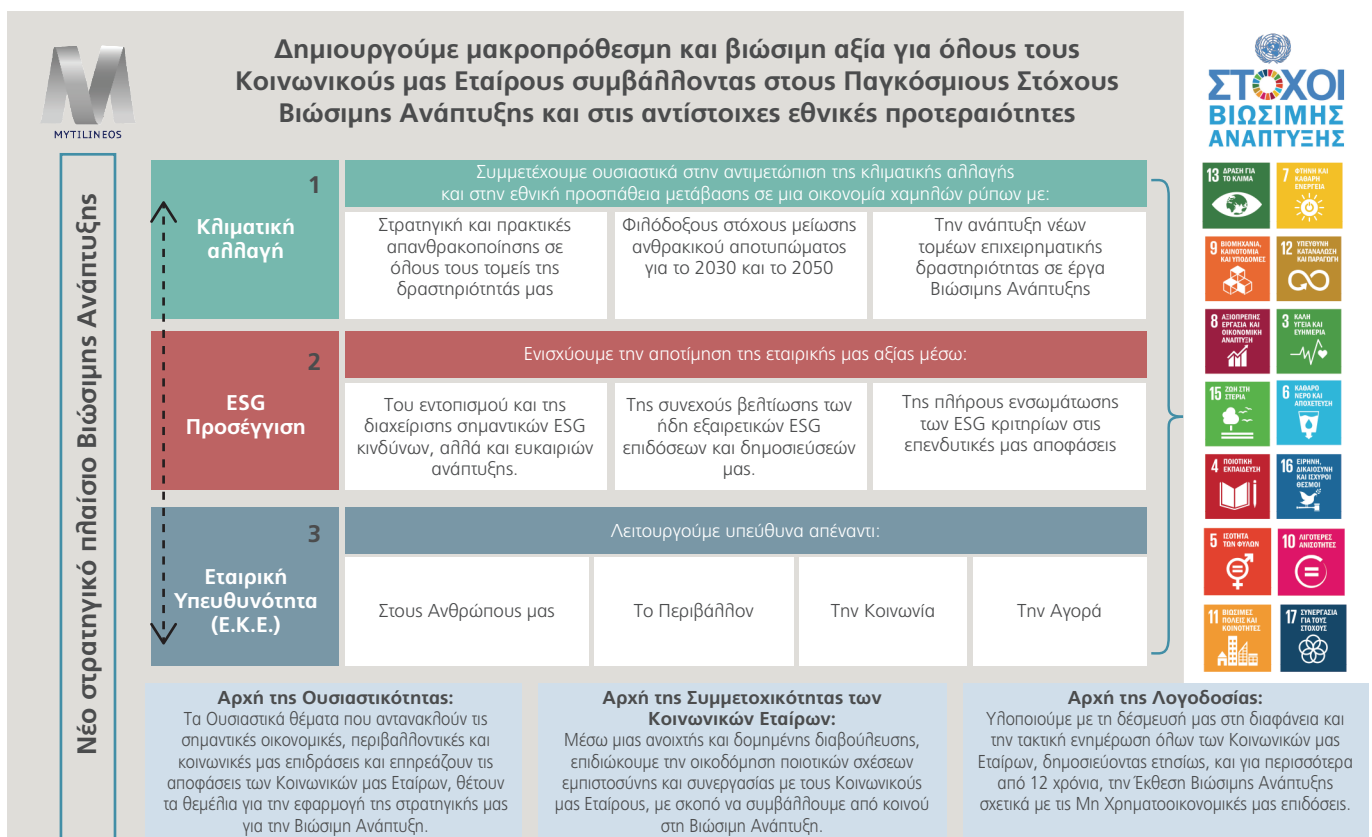 Δημιουργούμε μακροπρόθεσμη και βιώσιμη αξία για όλους τους
Κοινωνικούς μας Εταίρους συμβάλλοντας στους Παγκόσμιους Στόχους
Βιώσιμης Ανάπτυξης και στις αντίστοιχες εθνικές προτεραιότητες
MYTILINEOS
ΣΤΟΧΟΙ
ΒΙΩΣΙΜΗΣ
ΑΝΑΠΤΥΞΗΣ
Νέο στρατηγικό πλαίσιο Βιώσιμης Ανάπτυξης
1
Κλιματική
αλλαγή
Συμμετέχουμε ουσιαστικά στην αντιμετώπιση της κλιματικής αλλαγής
και στην εθνική προσπάθεια μετάβασης σε μια οικονομία χαμηλών ρύπων με:
Στρατηγική και πρακτικές
απανθρακοποίησης σε
όλους τους τομείς της
δραστηριότητάς μας
Φιλόδοξους στόχους μείωσης
ανθρακικού αποτυπώματος
για το 2030 και το 2050
Την ανάπτυξη νέων
τομέων επιχειρηματικής
δραστηριότητας σε έργα
Βιώσιμης Ανάπτυξης
2
ESG
Προσέγγιση
Ενισχύουμε την αποτίμηση της εταιρικής μας αξίας μέσω:
Του εντοπισμού και της
διαχείρισης σημαντικών ESG
κινδύνων, αλλά και ευκαιριών
ανάπτυξης.
Της συνεχούς βελτίωσης των
ήδη εξαιρετικών ESG
επιδόσεων και δημοσιεύσεών
μας.
Της πλήρους ενσωμάτωσης
των ESG κριτηρίων στις
επενδυτικές μας αποφάσεις
3
Εταιρική
Υπευθυνότητα
(Ε.Κ.Ε.)
Λειτουργούμε υπεύθυνα απέναντι:
Στους Ανθρώπους μας
Το Περιβάλλον
Την Κοινωνία
Την Αγορά
13 ΔΡΑΣΗ ΓΙΑ
ΤΟ ΚΛΙΜΑ
7 ΦΤΗΝΗ ΚΑΙ
ΚΑΘΑΡΗ
ΕΝΕΡΓΕΙΑ
9 ΒΙΟΜΗΧΑΝΙΑ,
ΚΑΙΝΟΤΟΜΙΑ
ΚΑΙ ΥΠΟΔΟΜΕΣ
12 ΥΠΕΥΘΥΝΗ
ΚΑΤΑΝΑΛΩΣΗ
ΚΑΙ ΠΑΡΑΓΩΓΗ
8 ΑΞΙΟΠΡΕΠΗΣ
ΕΡΓΑΣΙΑ ΚΑΙ
ΟΙΚΟΝΟΜΙΚΗ
ΑΝΑΠΤΥΞΗ
3 ΚΑΛΗ
ΥΓΕΙΑ ΚΑΙ
ΕΥΗΜΕΡΙΑ
15 ΖΩΗ ΣΤΗ
ΣΤΕΡΙΑ
6 ΚΑΘΑΡΟ
ΝΕΡΟ ΚΑΙ
ΑΠΟΧΕΤΕΥΣΗ
4 ΠΟΙΟΤΙΚΗ
ΕΚΠΑΙΔΕΥΣΗ
16 ΕΙΡΗΝΗ,
ΔΙΚΑΙΟΣΥΝΗ
ΚΑΙ ΙΣΧΥΡΟΙ
ΘΕΣΜΟΙ
5 ΙΣΟΤΗΤΑ
ΤΩΝ ΦΥΛΩΝ
10 ΛΙΓΟΤΕΡΕΣ
ΑΝΙΣΟΤΗΤΕΣ
11 ΒΙΩΣΙΜΕΣ
ΠΟΛΕΙΣ ΚΑΙ
ΚΟΙΝΟΤΗΤΕΣ
17 ΣΥΝΕΡΓΑΣΙΑ
ΓΙΑ ΤΟΥΣ
ΣΤΟΧΟΥΣ
Αρχή της Ουσιαστικότητας:
Τα Ουσιαστικά θέματα που αντανακλούν τις
σημαντικές οικονομικές, περιβαλλοντικές και
κοινωνικές μας επιδράσεις και επηρεάζουν τις
αποφάσεις των Κοινωνικών μας Εταίρων, θέτουν
τα θεμέλια για την εφαρμογή της στρατηγικής μας
για την Βιώσιμη Ανάπτυξη.
Αρχή της Συμμετοχικότητας των
Κοινωνικών Εταίρων:
Μέσω μιας ανοιχτής και δομημένης διαβούλευσης,
επιδιώκουμε την οικοδόμηση ποιοτικών σχέσεων
εμπιστοσύνης και συνεργασίας με τους Κοινωνικούς
μας Εταίρους, με σκοπό να συμβάλλουμε από κοινού
στη Βιώσιμη Ανάπτυξη.
Αρχή της Λογοδοσίας:
Υλοποιούμε με τη δέσμευσή μας στη διαφάνεια και
την τακτική ενημέρωση όλων των Κοινωνικών μας
Εταίρων, δημοσιεύοντας ετησίως, και για περισσότερα
από 12 χρόνια, την Έκθεση Βιώσιμης Ανάπτυξης
σχετικά με τις Μη Χρηματοοικονομικές μας επιδόσεις.